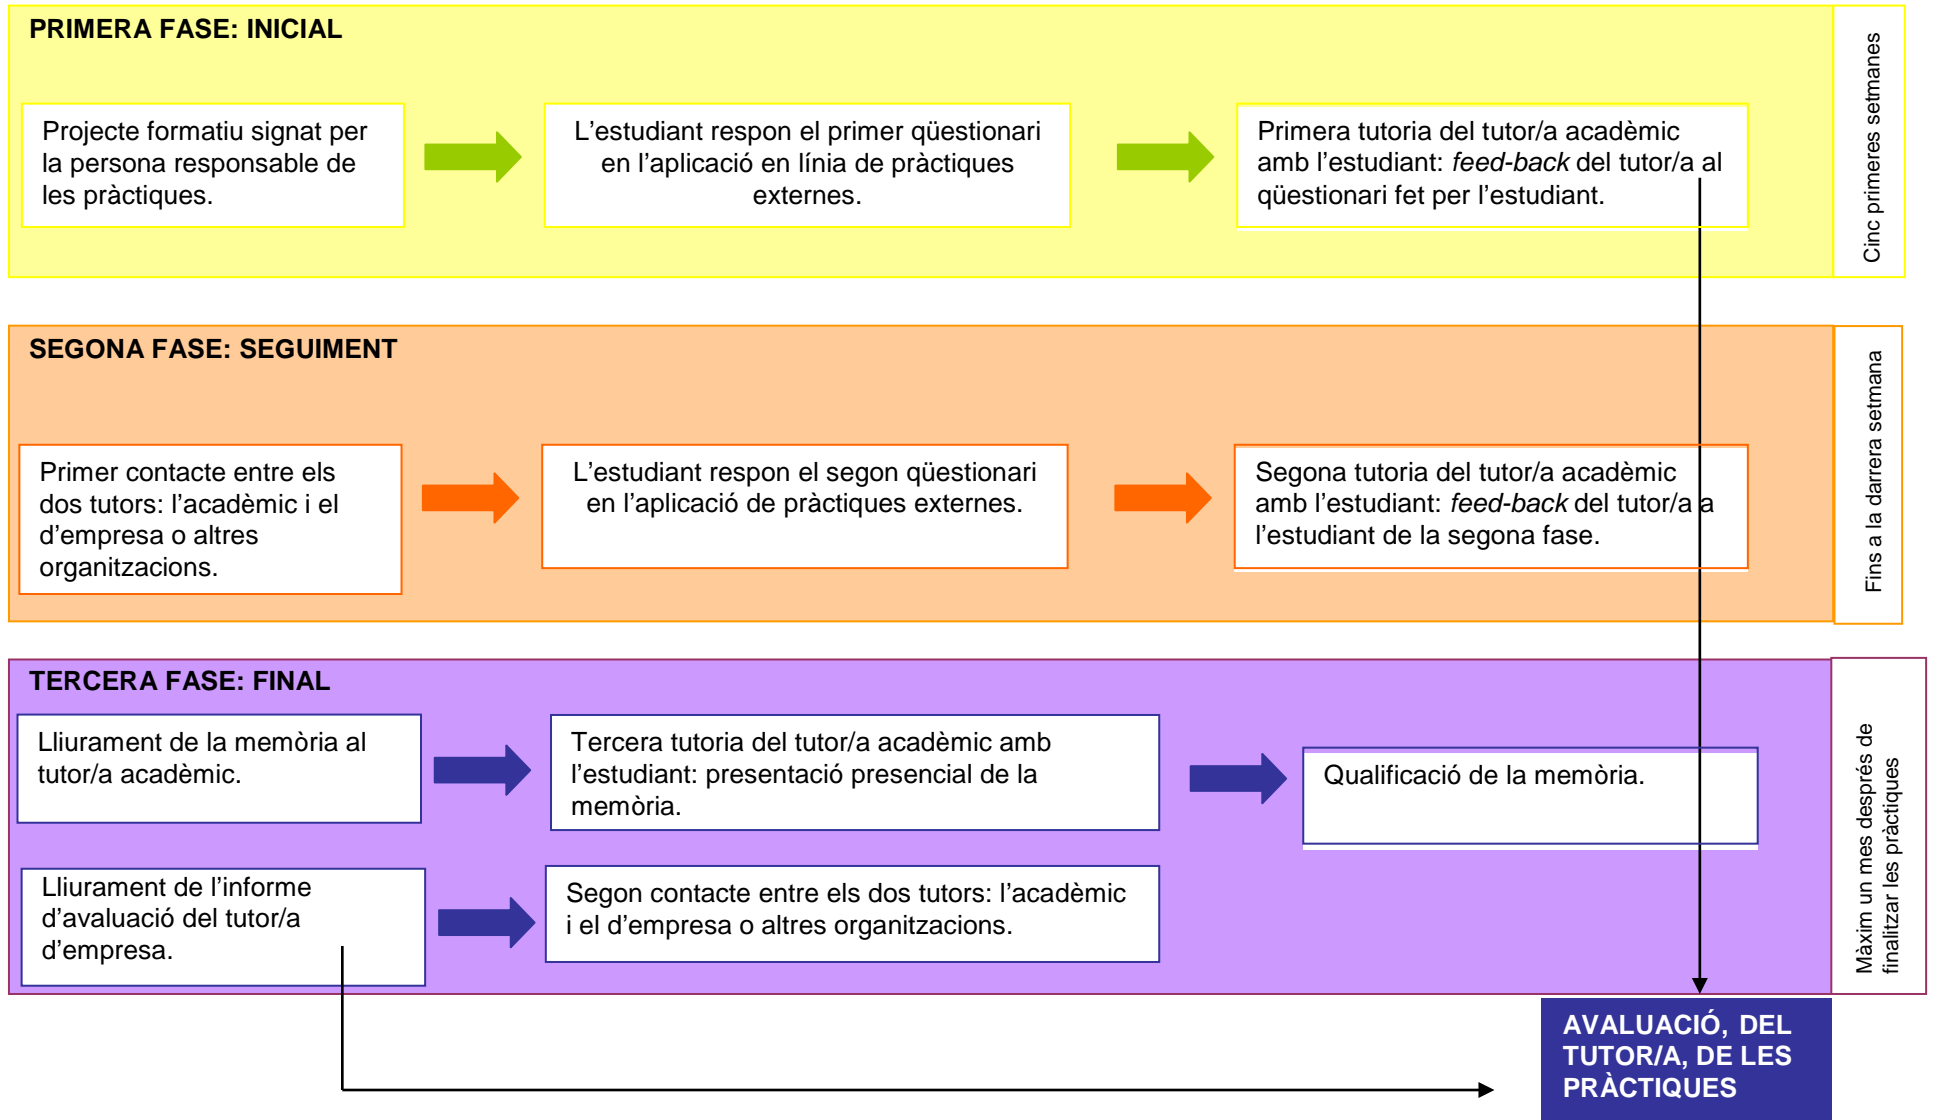 PRIMERA FASE: INICIAL
Projecte formatiu signat per
la persona responsable de
les pràctiques.
L’estudiant respon el primer qüestionari
en l’aplicació en línia de pràctiques
externes.
Primera tutoria del tutor/a acadèmic
amb l’estudiant: feed-back del tutor/a al
qüestionari fet per l’estudiant.
Cinc primeres setmanes
SEGONA FASE: SEGUIMENT
Primer contacte entre els
dos tutors: l’acadèmic i el
d’empresa o altres
organitzacions.
L’estudiant respon el segon qüestionari
en l’aplicació de pràctiques externes.
Segona tutoria del tutor/a acadèmic
amb l’estudiant: feed-back del tutor/a a
l’estudiant de la segona fase.
Fins a la darrera setmana
TERCERA FASE: FINAL
Lliurament de la memòria al
tutor/a acadèmic.
Tercera tutoria del tutor/a acadèmic amb
l’estudiant: presentació presencial de la
memòria.
Qualificació de la memòria.
Lliurament de l’informe
d’avaluació del tutor/a
d’empresa.
Segon contacte entre els dos tutors: l’acadèmic
i el d’empresa o altres organitzacions.
Màxim un mes després de
finalitzar les pràctiques
AVALUACIÓ, DEL
TUTOR/A, DE LES
PRÀCTIQUES